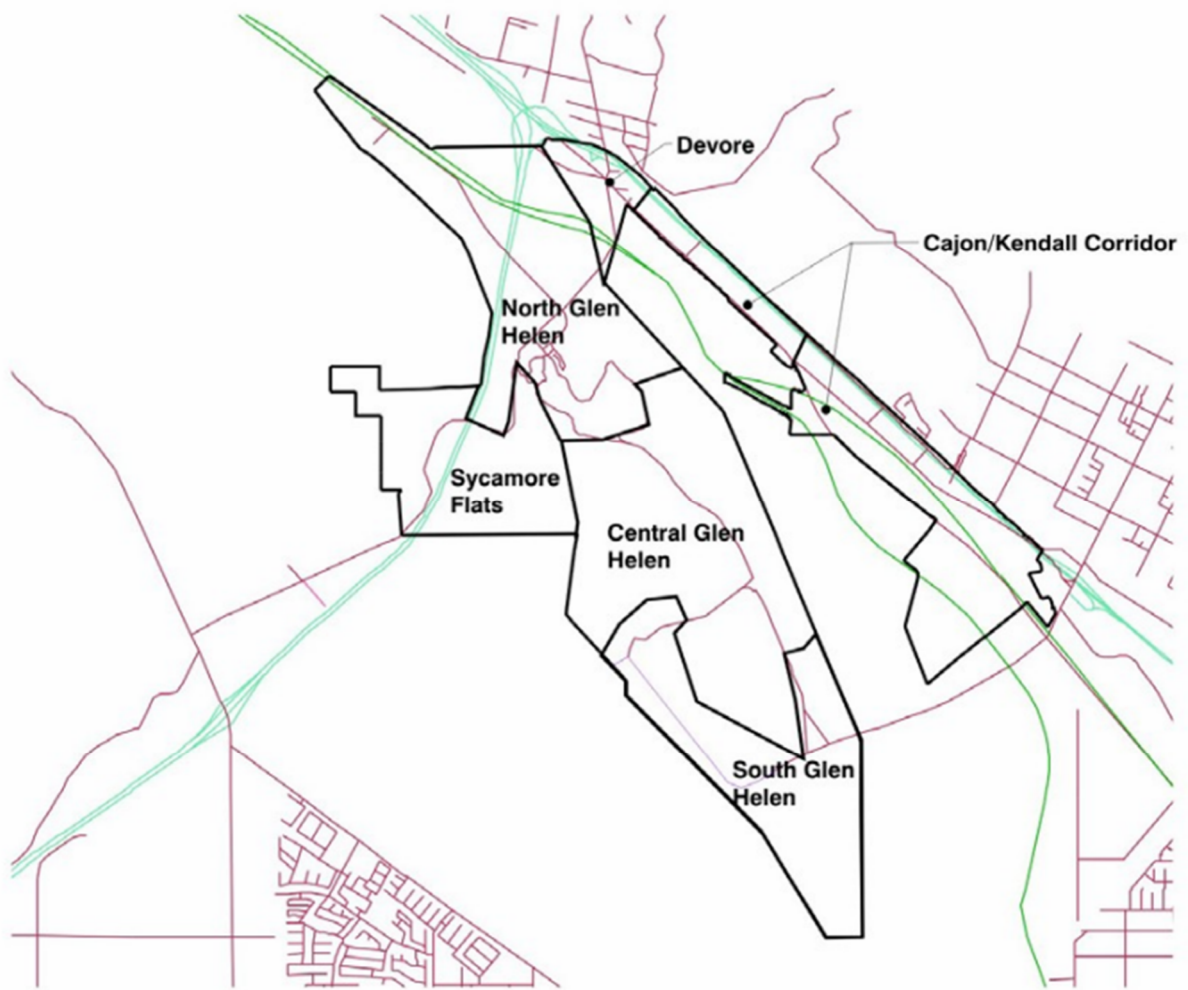 Devore
Cajon/Kendall Corridor
North Glen
Helen
Sycamore
Flats
Central Glen
Helen
South Glen
Helen